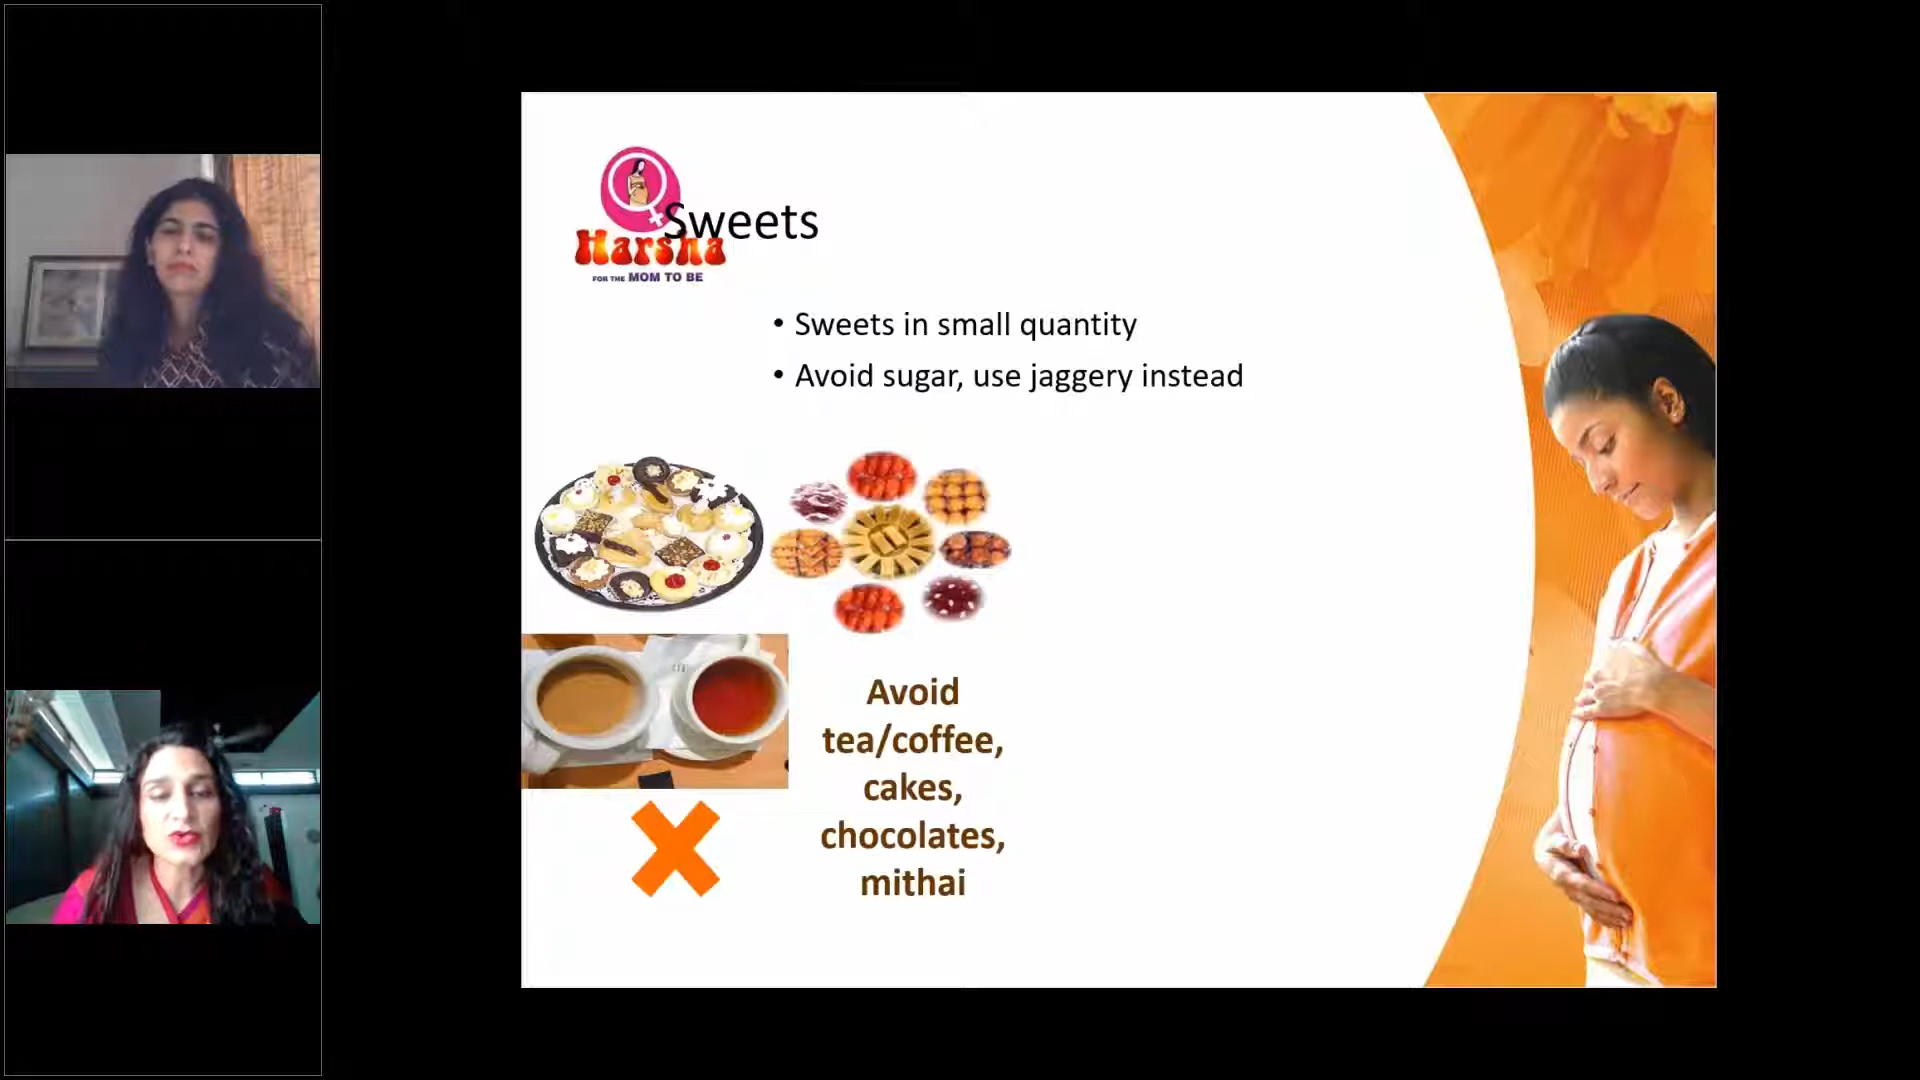 Sweets
Harsha
FOR THE MOM TO BE
• Sweets in small quantity
• Avoid sugar, use jaggery instead
Avoid
tea/coffee,
cakes,
chocolates,
mithai